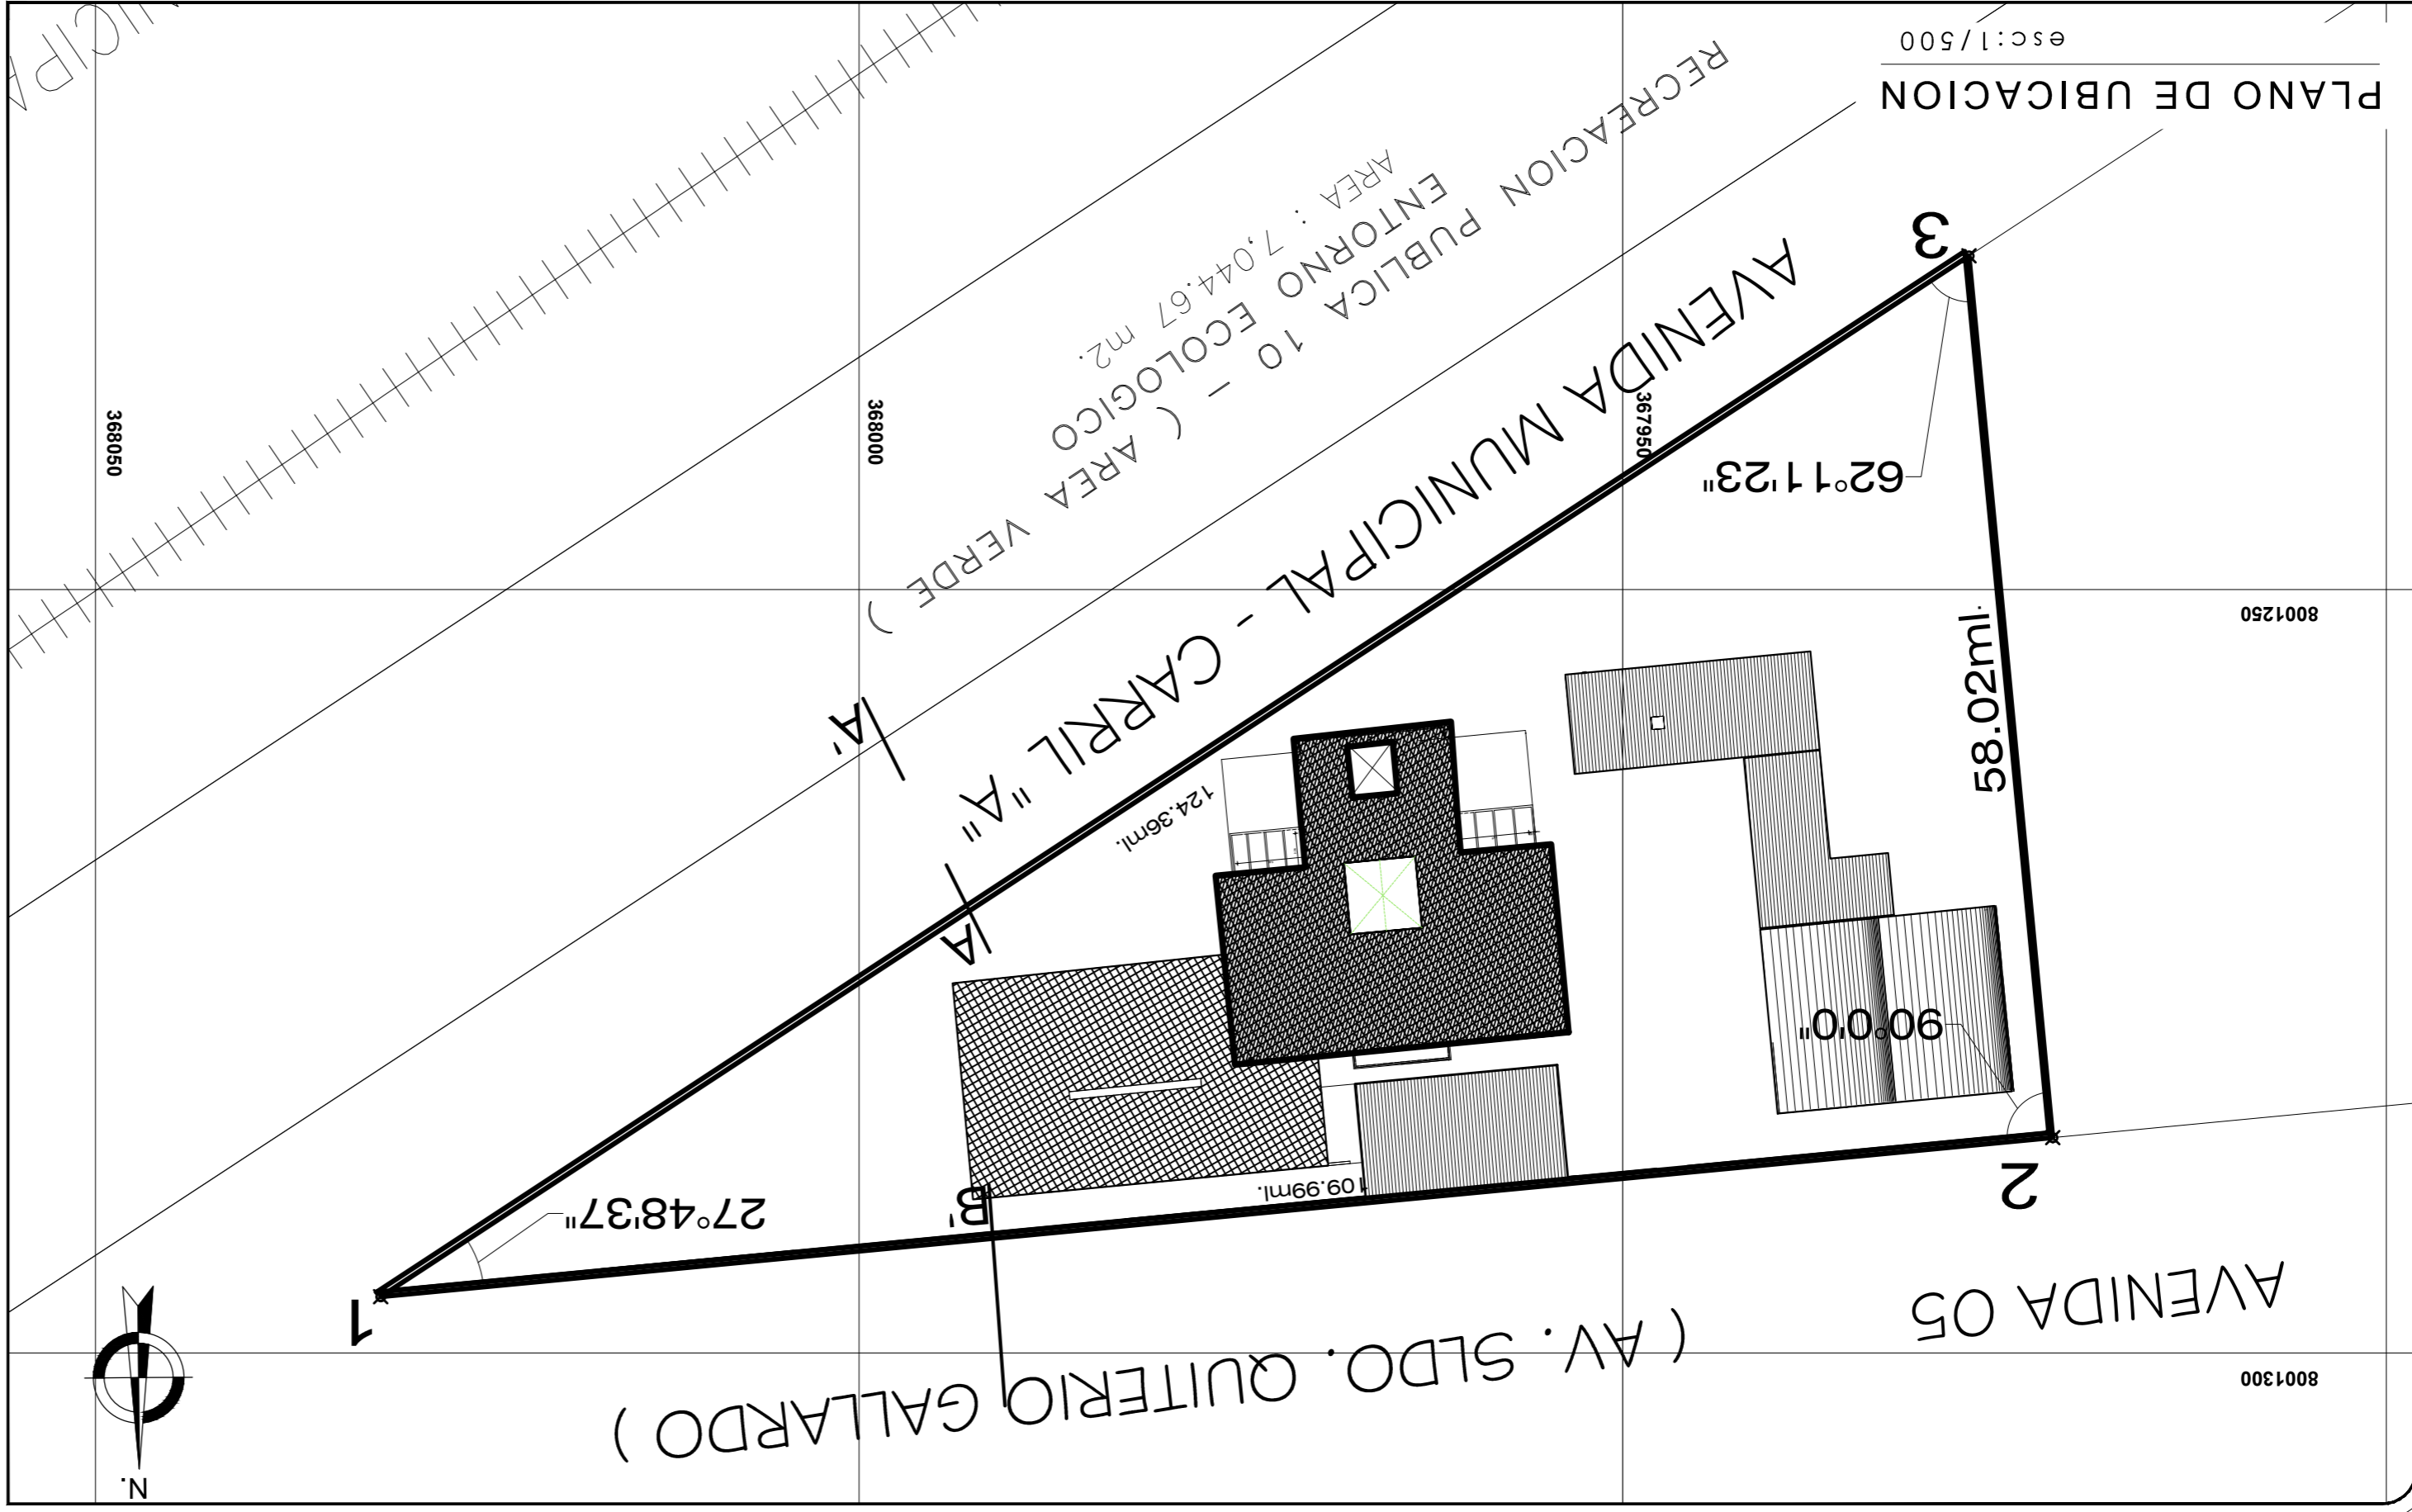 N.
8001300
AVENIDA 05
( AV. SLDO. QUITERIO GALLARDO )
1
2
27°48'37"
109.99ml.
B'
90°0'0"
A
A'
124.36ml.
58.02ml.
8001250
AVENIDA MUNICIPAL - CARRIL "A"
62°11'23"
367950
368000
368050
RECREACION PUBLICA 10 - ( AREA VERDE )
ENTORNO ECOLOGICO
AREA : 7,044.67 m2.
3
PLANO DE UBICACION
esc:1/500